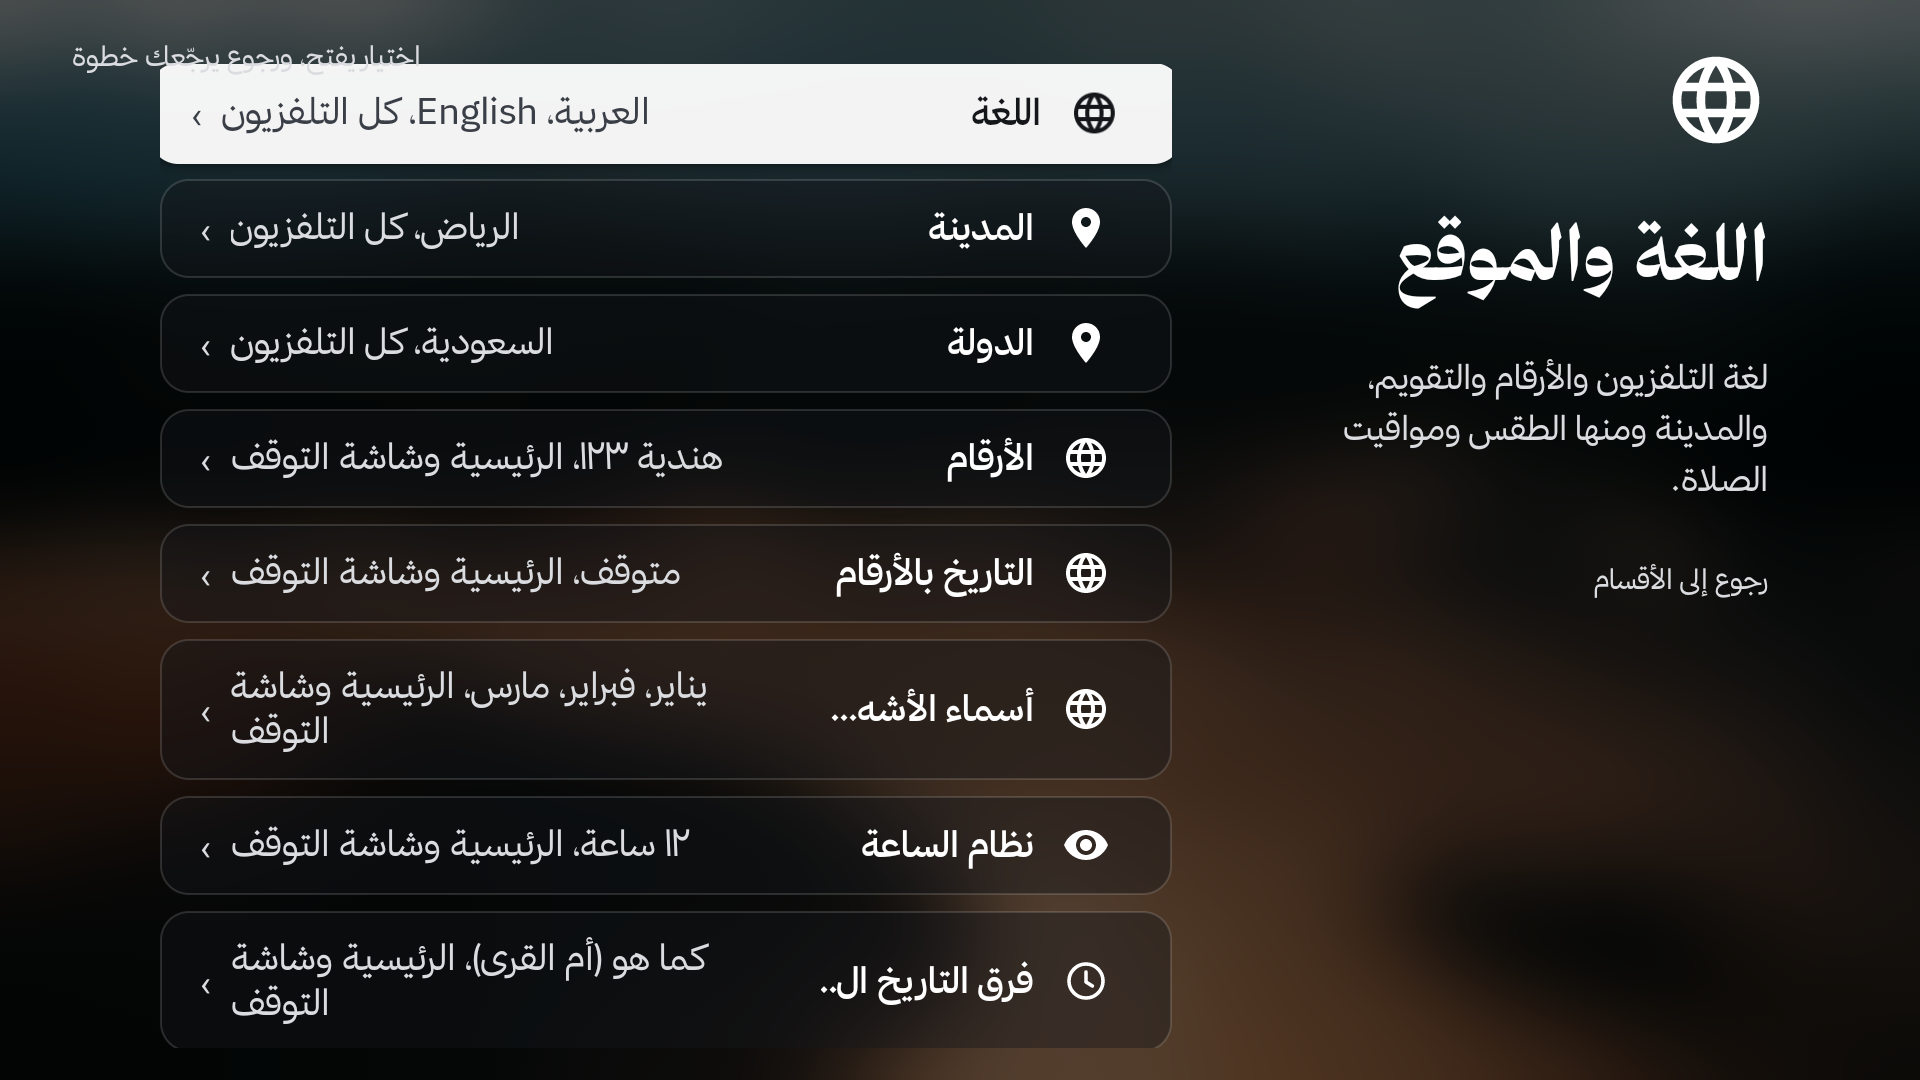 اللغة والموقع
لغة التلفزيون والأرقام والتقويم،
والمدينة ومنها الطقس ومواقيت
الصلاة.
رجوع إلى الأقسام
اختيار يفتح، ورجوع يرجّعك خطوة
اللغة
العربية، English، كل التلفزيون
المدينة
الرياض، كل التلفزيون
الدولة
السعودية، كل التلفزيون
الأرقام
هندية ١٢٣، الرئيسية وشاشة التوقف
التاريخ بالأرقام
متوقف، الرئيسية وشاشة التوقف
أسماء الأشه...
يناير، فبراير، مارس، الرئيسية وشاشة
التوقف
نظام الساعة
١٢ ساعة، الرئيسية وشاشة التوقف
فرق التاريخ ال..
كما هو (أم القرى)، الرئيسية وشاشة
التوقف